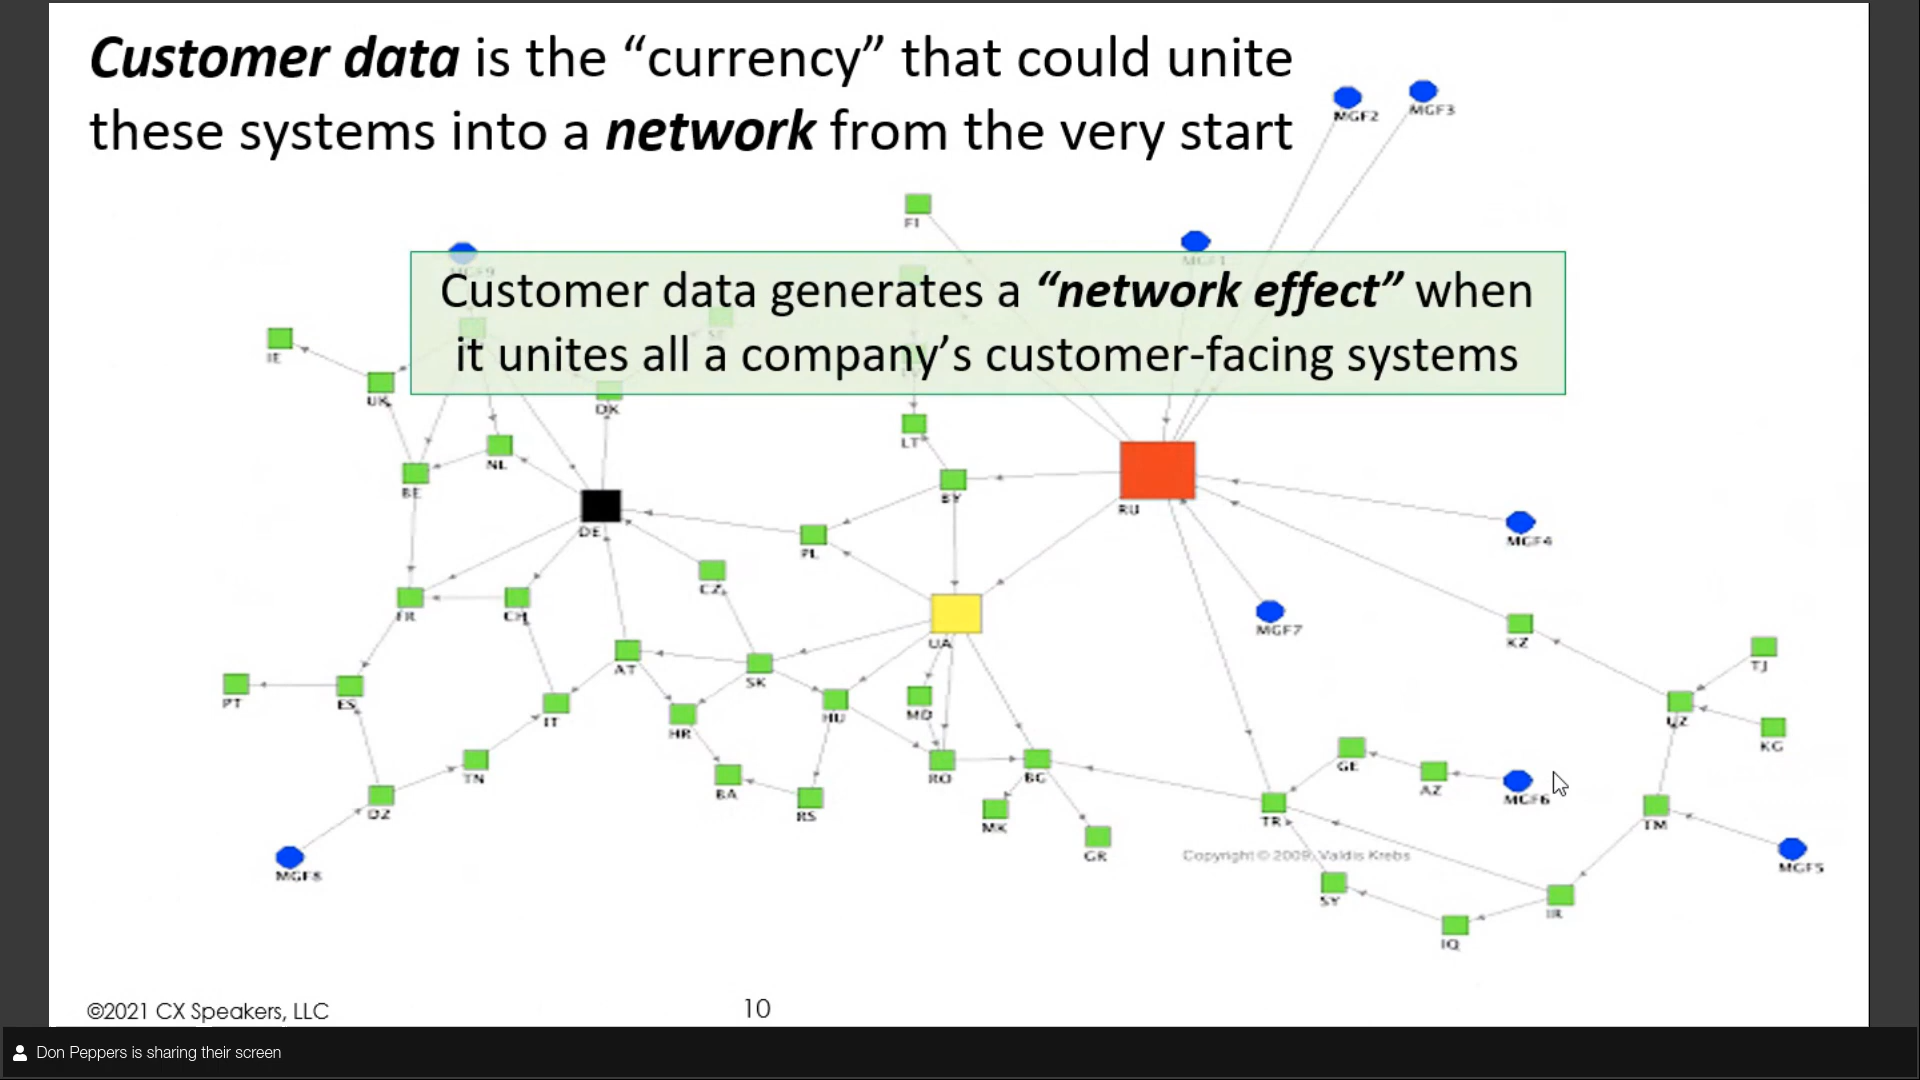 Customer data is the “currency” that could unite
these systems into a network from the very start
MGF2
MGF3
FI
MGF1
MGF9
Customer data generates a “network effect” when
it unites all a company’s customer-facing systems
SE
IE
UK
DK
LT
NL
BE
BY
RU
DE
MGF4
PL
CZ
FR
CH
MGF7
UA
KZ
AT
TJ
SK
PT
ES
IT
MD
HU
UZ
HR
KG
GE
TN
RO
BG
AZ
BA
MGF6
DZ
RS
MK
TR
TM
GR
Copyright © 2009, Valdis Krebs
MGF5
MGF8
SY
IR
IQ
©2021 CX Speakers, LLC
10
Don Peppers is sharing their screen